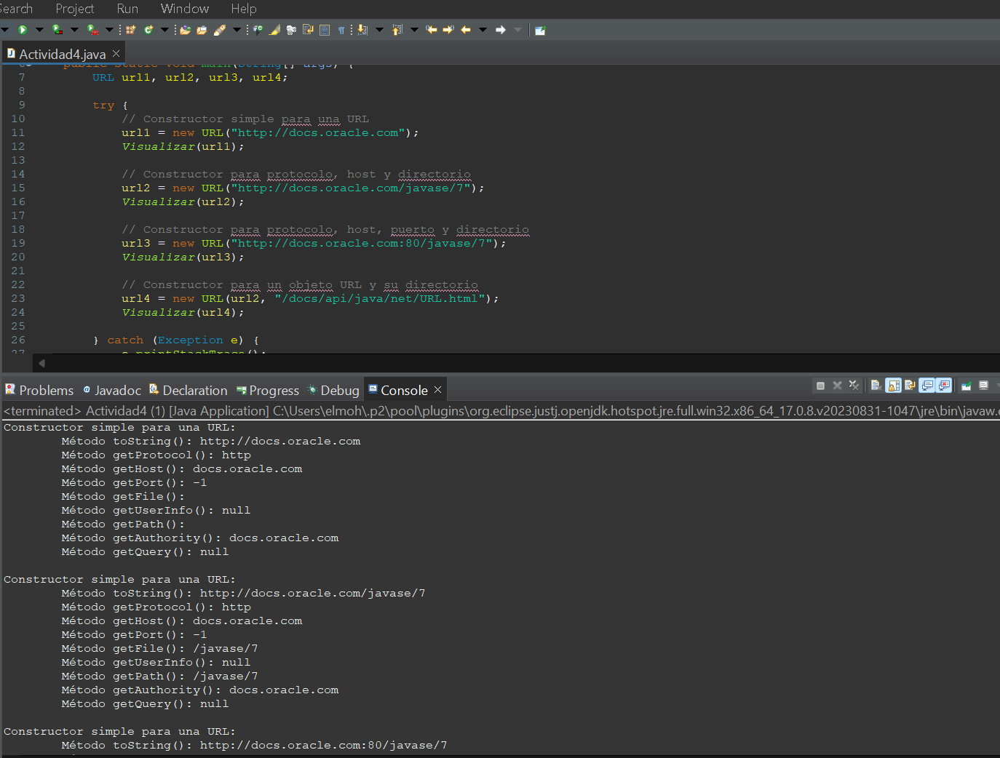 Search Project Run Window Help
Actividad4.java
6 public static void main(String[] args) {
7 URL url1, url2, url3, url4;
8
9 try {
10 // Constructor simple para una URL
11 url1 = new URL("http://docs.oracle.com");
12 Visualizar(url1);
13
14 // Constructor para protocolo, host y directorio
15 url2 = new URL("http://docs.oracle.com/javase/7");
16 Visualizar(url2);
17
18 // Constructor para protocolo, host, puerto y directorio
19 url3 = new URL("http://docs.oracle.com:80/javase/7");
20 Visualizar(url3);
21
22 // Constructor para un objeto URL y su directorio
23 url4 = new URL(url2, "/docs/api/java/net/URL.html");
24 Visualizar(url4);
25
26 } catch (Exception e) {
27 e.printStackTrace();
Problems Javadoc Declaration Progress Debug Console
<terminated> Actividad4 (1) [Java Application] C:\Users\elmoh\.p2\pool\plugins\org.eclipse.justj.openjdk.hotspot.jre.full.win32.x86_64_17.0.8.v20230831-1047\jre\bin\javaw.e
Constructor simple para una URL:
Método toString(): http://docs.oracle.com
Método getProtocol(): http
Método getHost(): docs.oracle.com
Método getPort(): -1
Método getFile():
Método getUserInfo(): null
Método getPath():
Método getAuthority(): docs.oracle.com
Método getQuery(): null
Constructor simple para una URL:
Método toString(): http://docs.oracle.com/javase/7
Método getProtocol(): http
Método getHost(): docs.oracle.com
Método getPort(): -1
Método getFile(): /javase/7
Método getUserInfo(): null
Método getPath(): /javase/7
Método getAuthority(): docs.oracle.com
Método getQuery(): null
Constructor simple para una URL:
Método toString(): http://docs.oracle.com:80/javase/7